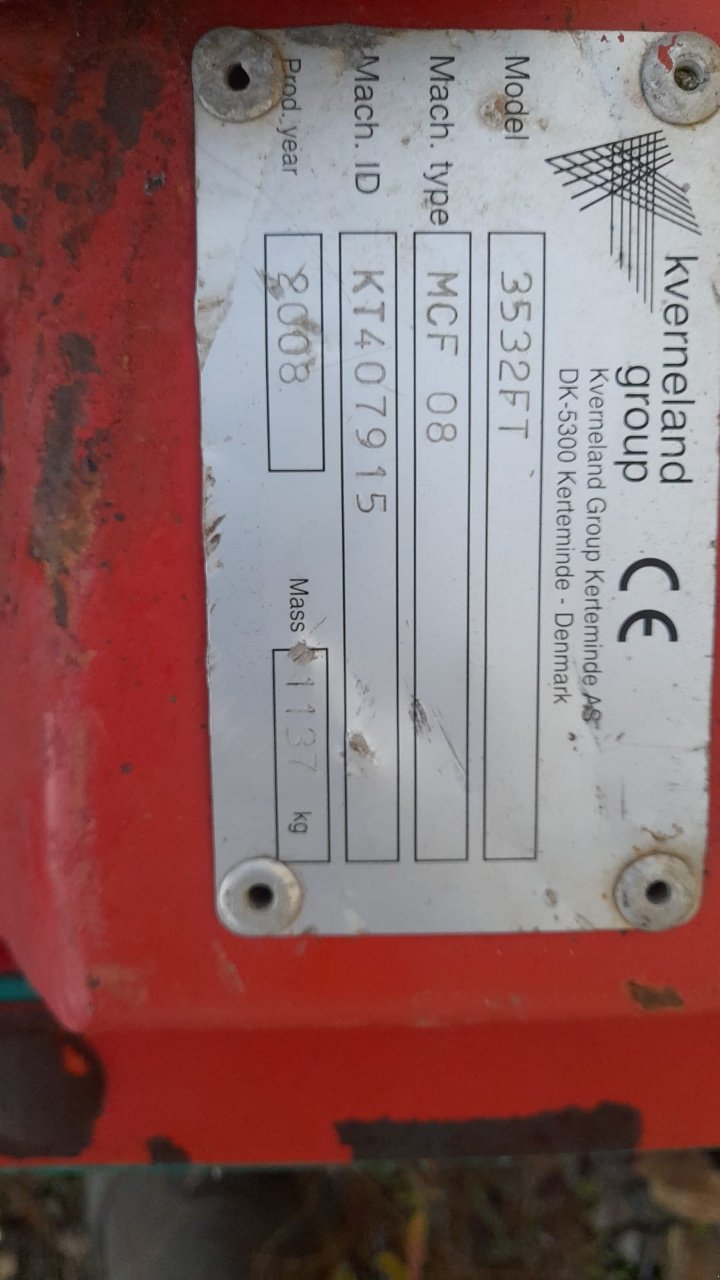 kverneland
group
CE
Kverneland Group Kerteminde AS
DK-5300 Kerteminde - Denmark
Model 3532FT
Mach. type MCF 08
Mach. ID KT407915
Prod. year 2008 Mass 1137 kg